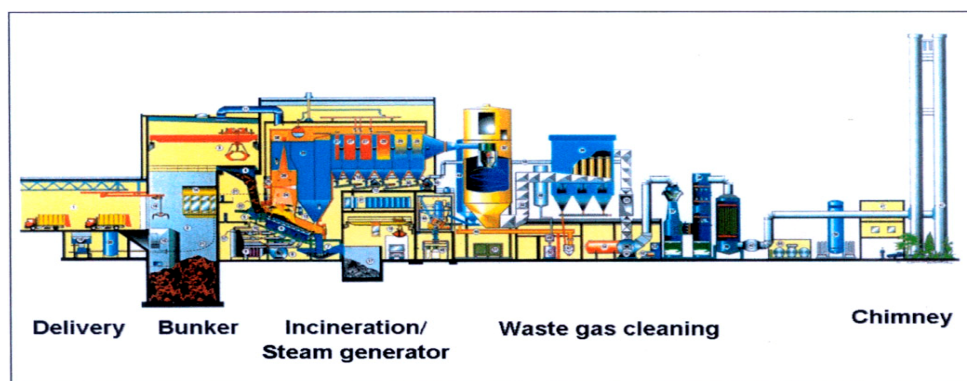 Delivery
Bunker
Incineration/
Steam generator
Waste gas cleaning
Chimney